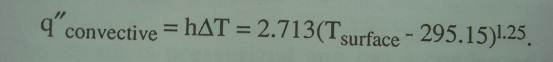 q″convective = hΔT = 2.713(Tsurface - 295.15)1.25.